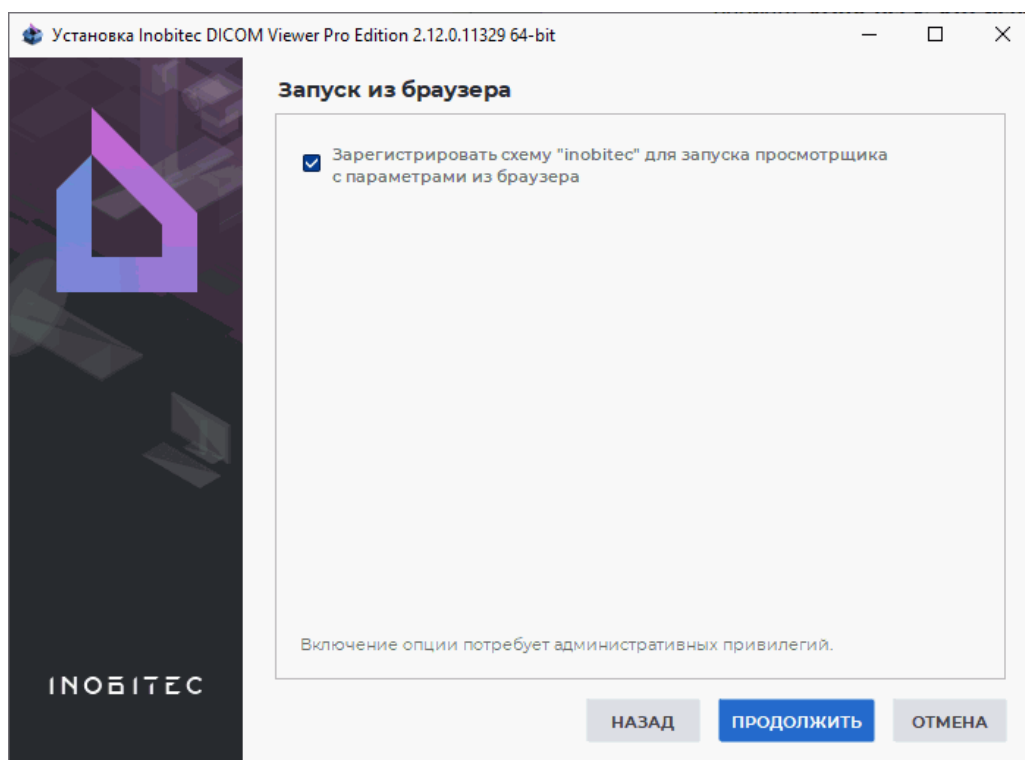 Установка Inobitec DICOM Viewer Pro Edition 2.12.0.11329 64-bit
Запуск из браузера
Зарегистрировать схему "inobitec" для запуска просмотрщика
с параметрами из браузера
Включение опции потребует административных привилегий.
INOBITEC
НАЗАД
ПРОДОЛЖИТЬ
ОТМЕНА